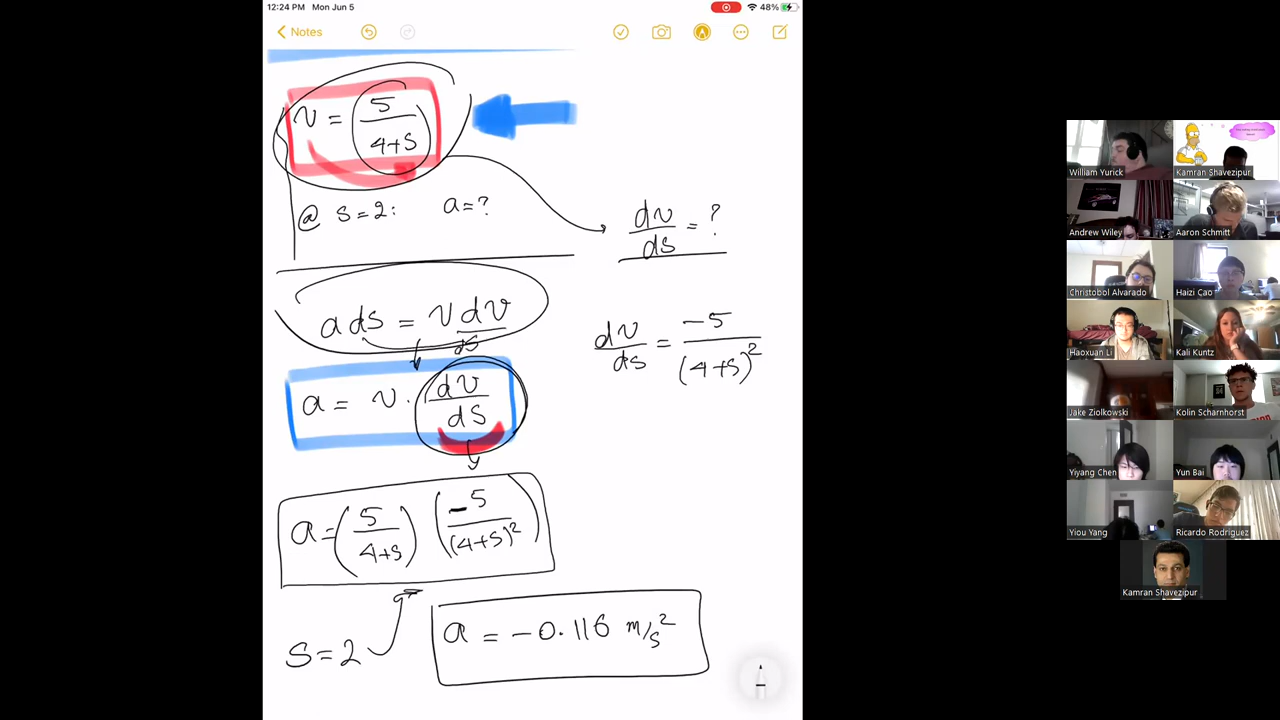 12:24 PM Mon Jun 5
48%
Notes
v = 5/(4+s)
@ s=2: a=?
dv/ds = ?
a ds = v dv
ds
dv/ds = -5/(4+s)²
a = v · dv/ds
a = (5/(4+s)) (-5/(4+s)²)
s=2
a = -0.116 m/s²
William Yurick
Kamran Shavezipur
Andrew Wiley
Aaron Schmitt
Christobol Alvarado
Haizi Cao
Haoxuan Li
Kali Kuntz
Jake Ziolkowski
Kolin Scharnhorst
Yiyang Chen
Yun Bai
Yiou Yang
Ricardo Rodriguez
Kamran Shavezipur